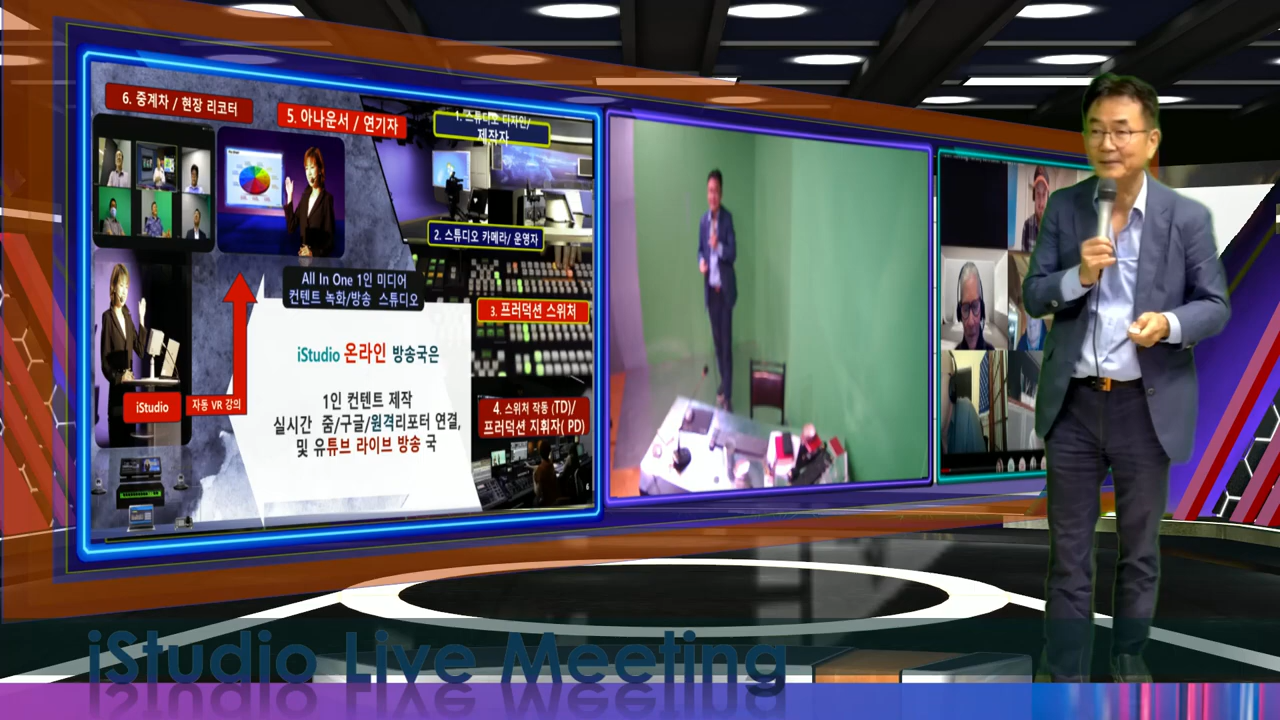 6. 중계차 / 현장 리코터
5. 아나운서 / 연기자
1. 스튜디오 디자인/
제작자
2. 스튜디오 카메라/ 운영자
All In One 1인 미디어
컨텐트 녹화/방송 스튜디오
3. 프러덕션 스위처
iStudio 온라인 방송국은
1인 컨텐트 제작
실시간 줌/구글/원격리포터 연결,
및 유튜브 라이브 방송 국
iStudio
자동 VR 강의
4. 스위처 작동 (TD)/
프러덕션 지휘자( PD)
6
iStudio Live Meeting